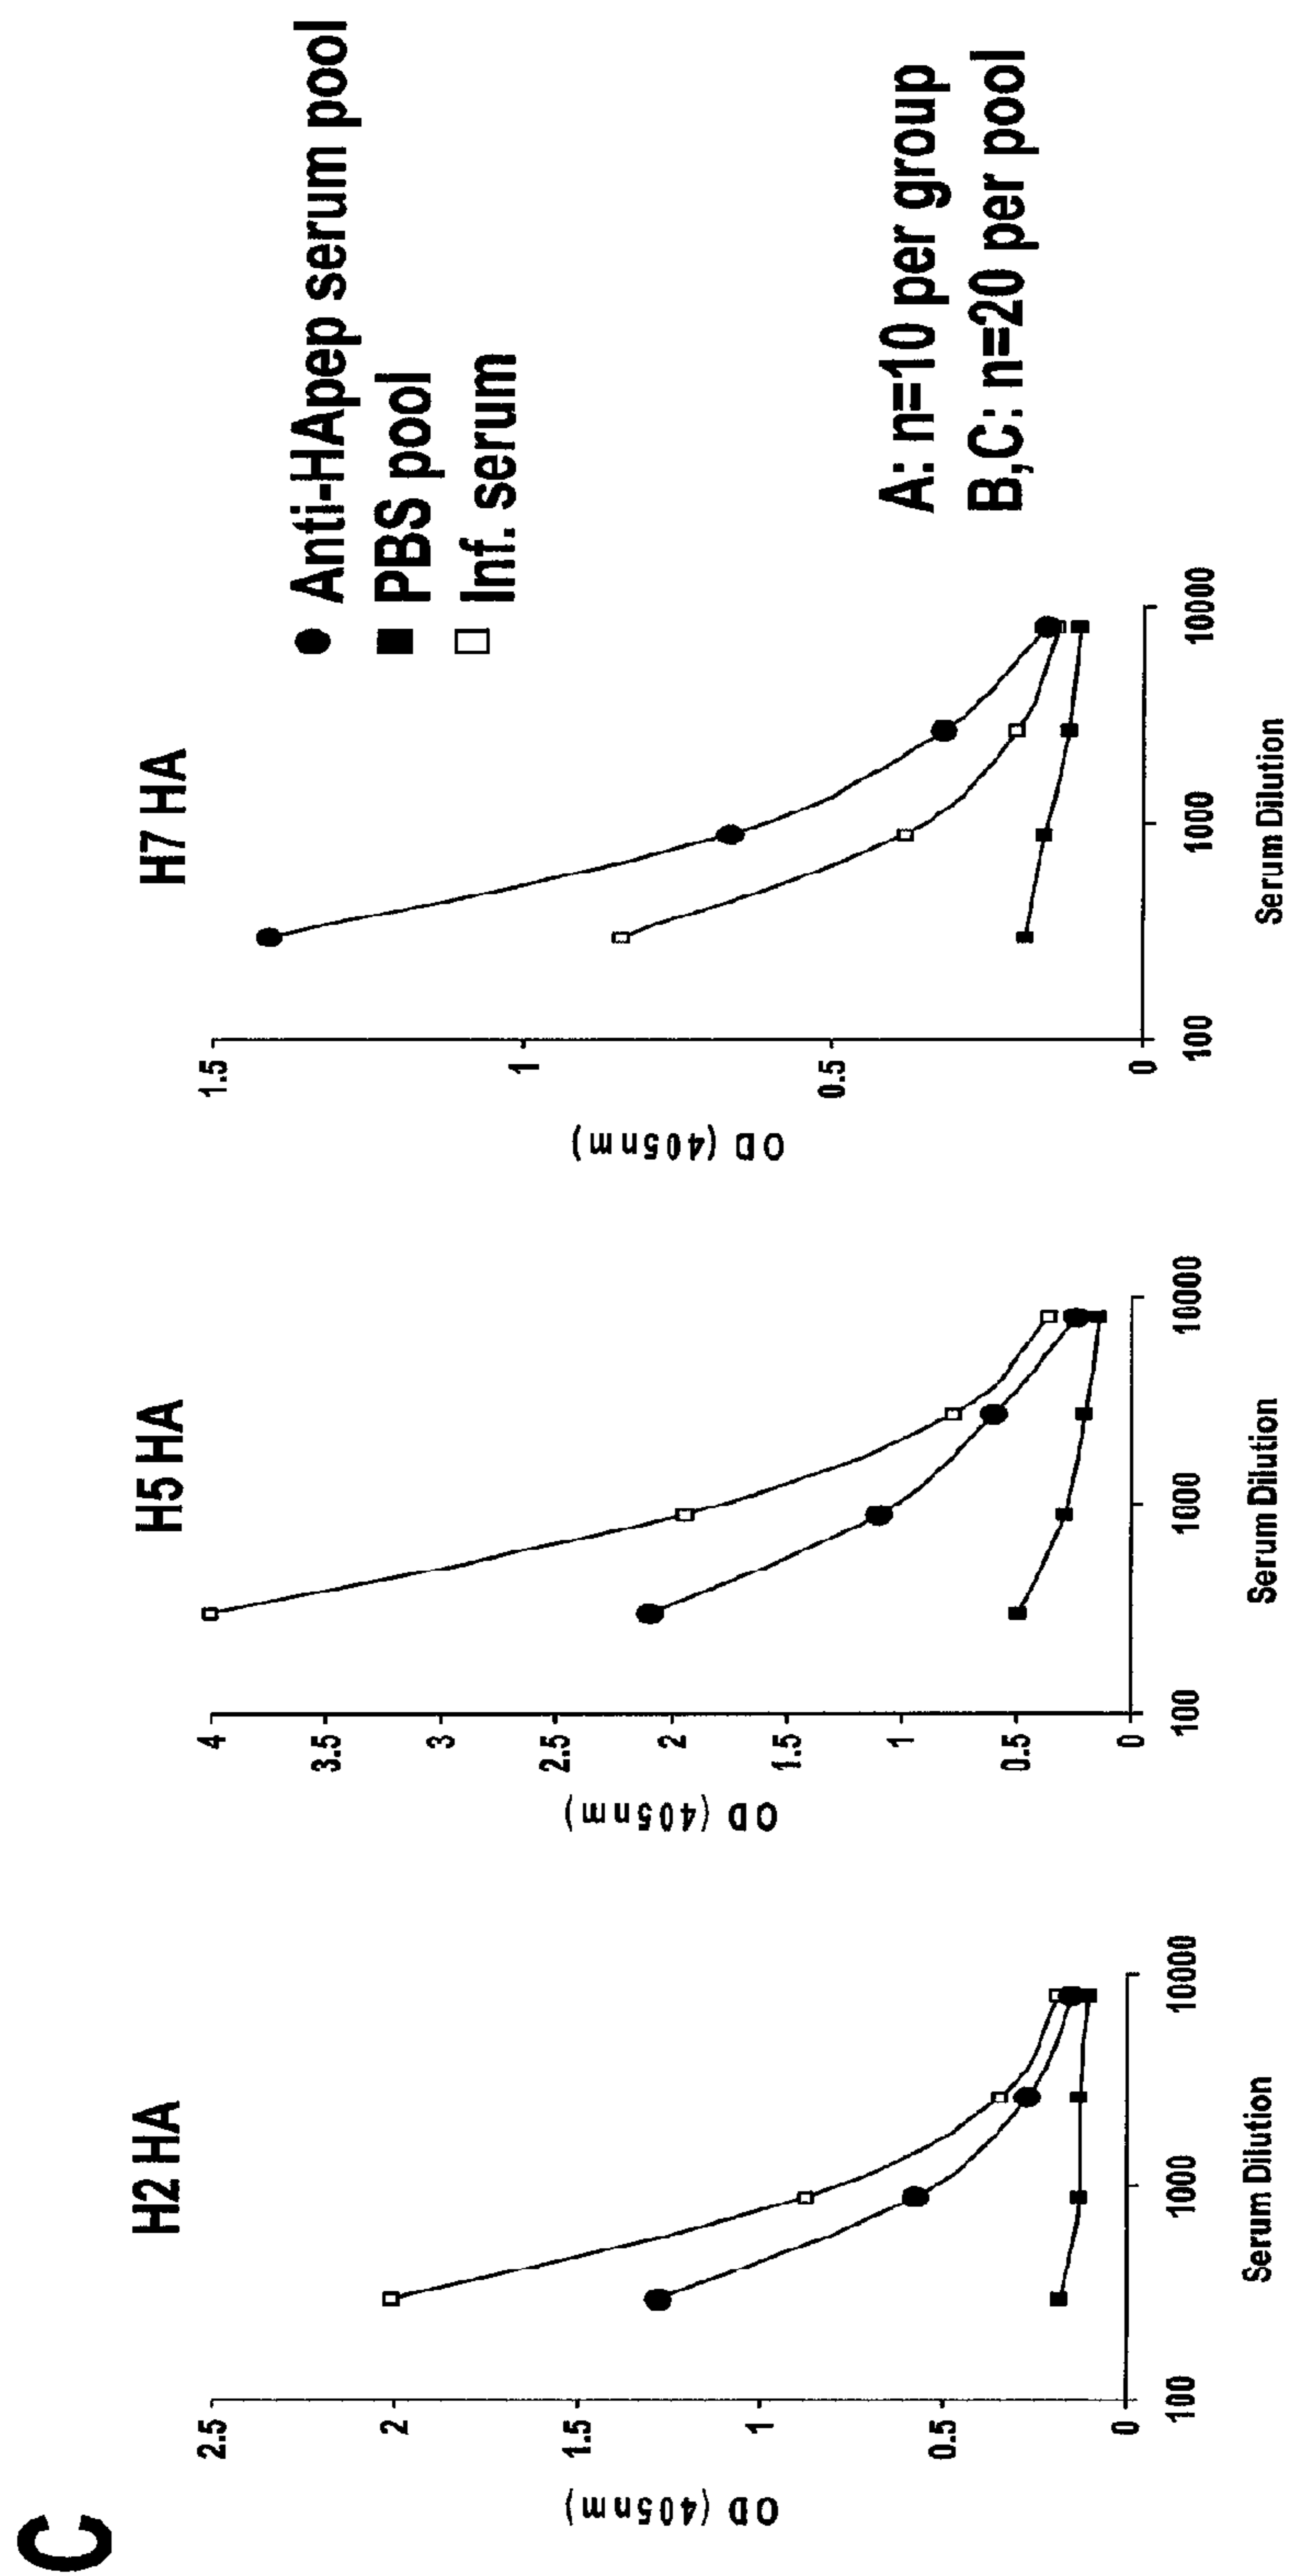 C
H2 HA
OD (405nm)
2.5
2
1.5
1
0.5
0
100
1000
10000
Serum Dilution
H5 HA
OD (405nm)
4
3.5
3
2.5
2
1.5
1
0.5
0
100
1000
10000
Serum Dilution
H7 HA
OD (405nm)
1.5
1
0.5
0
100
1000
10000
Serum Dilution
Anti-HApep serum pool
PBS pool
Inf. serum
A: n=10 per group
B,C: n=20 per pool